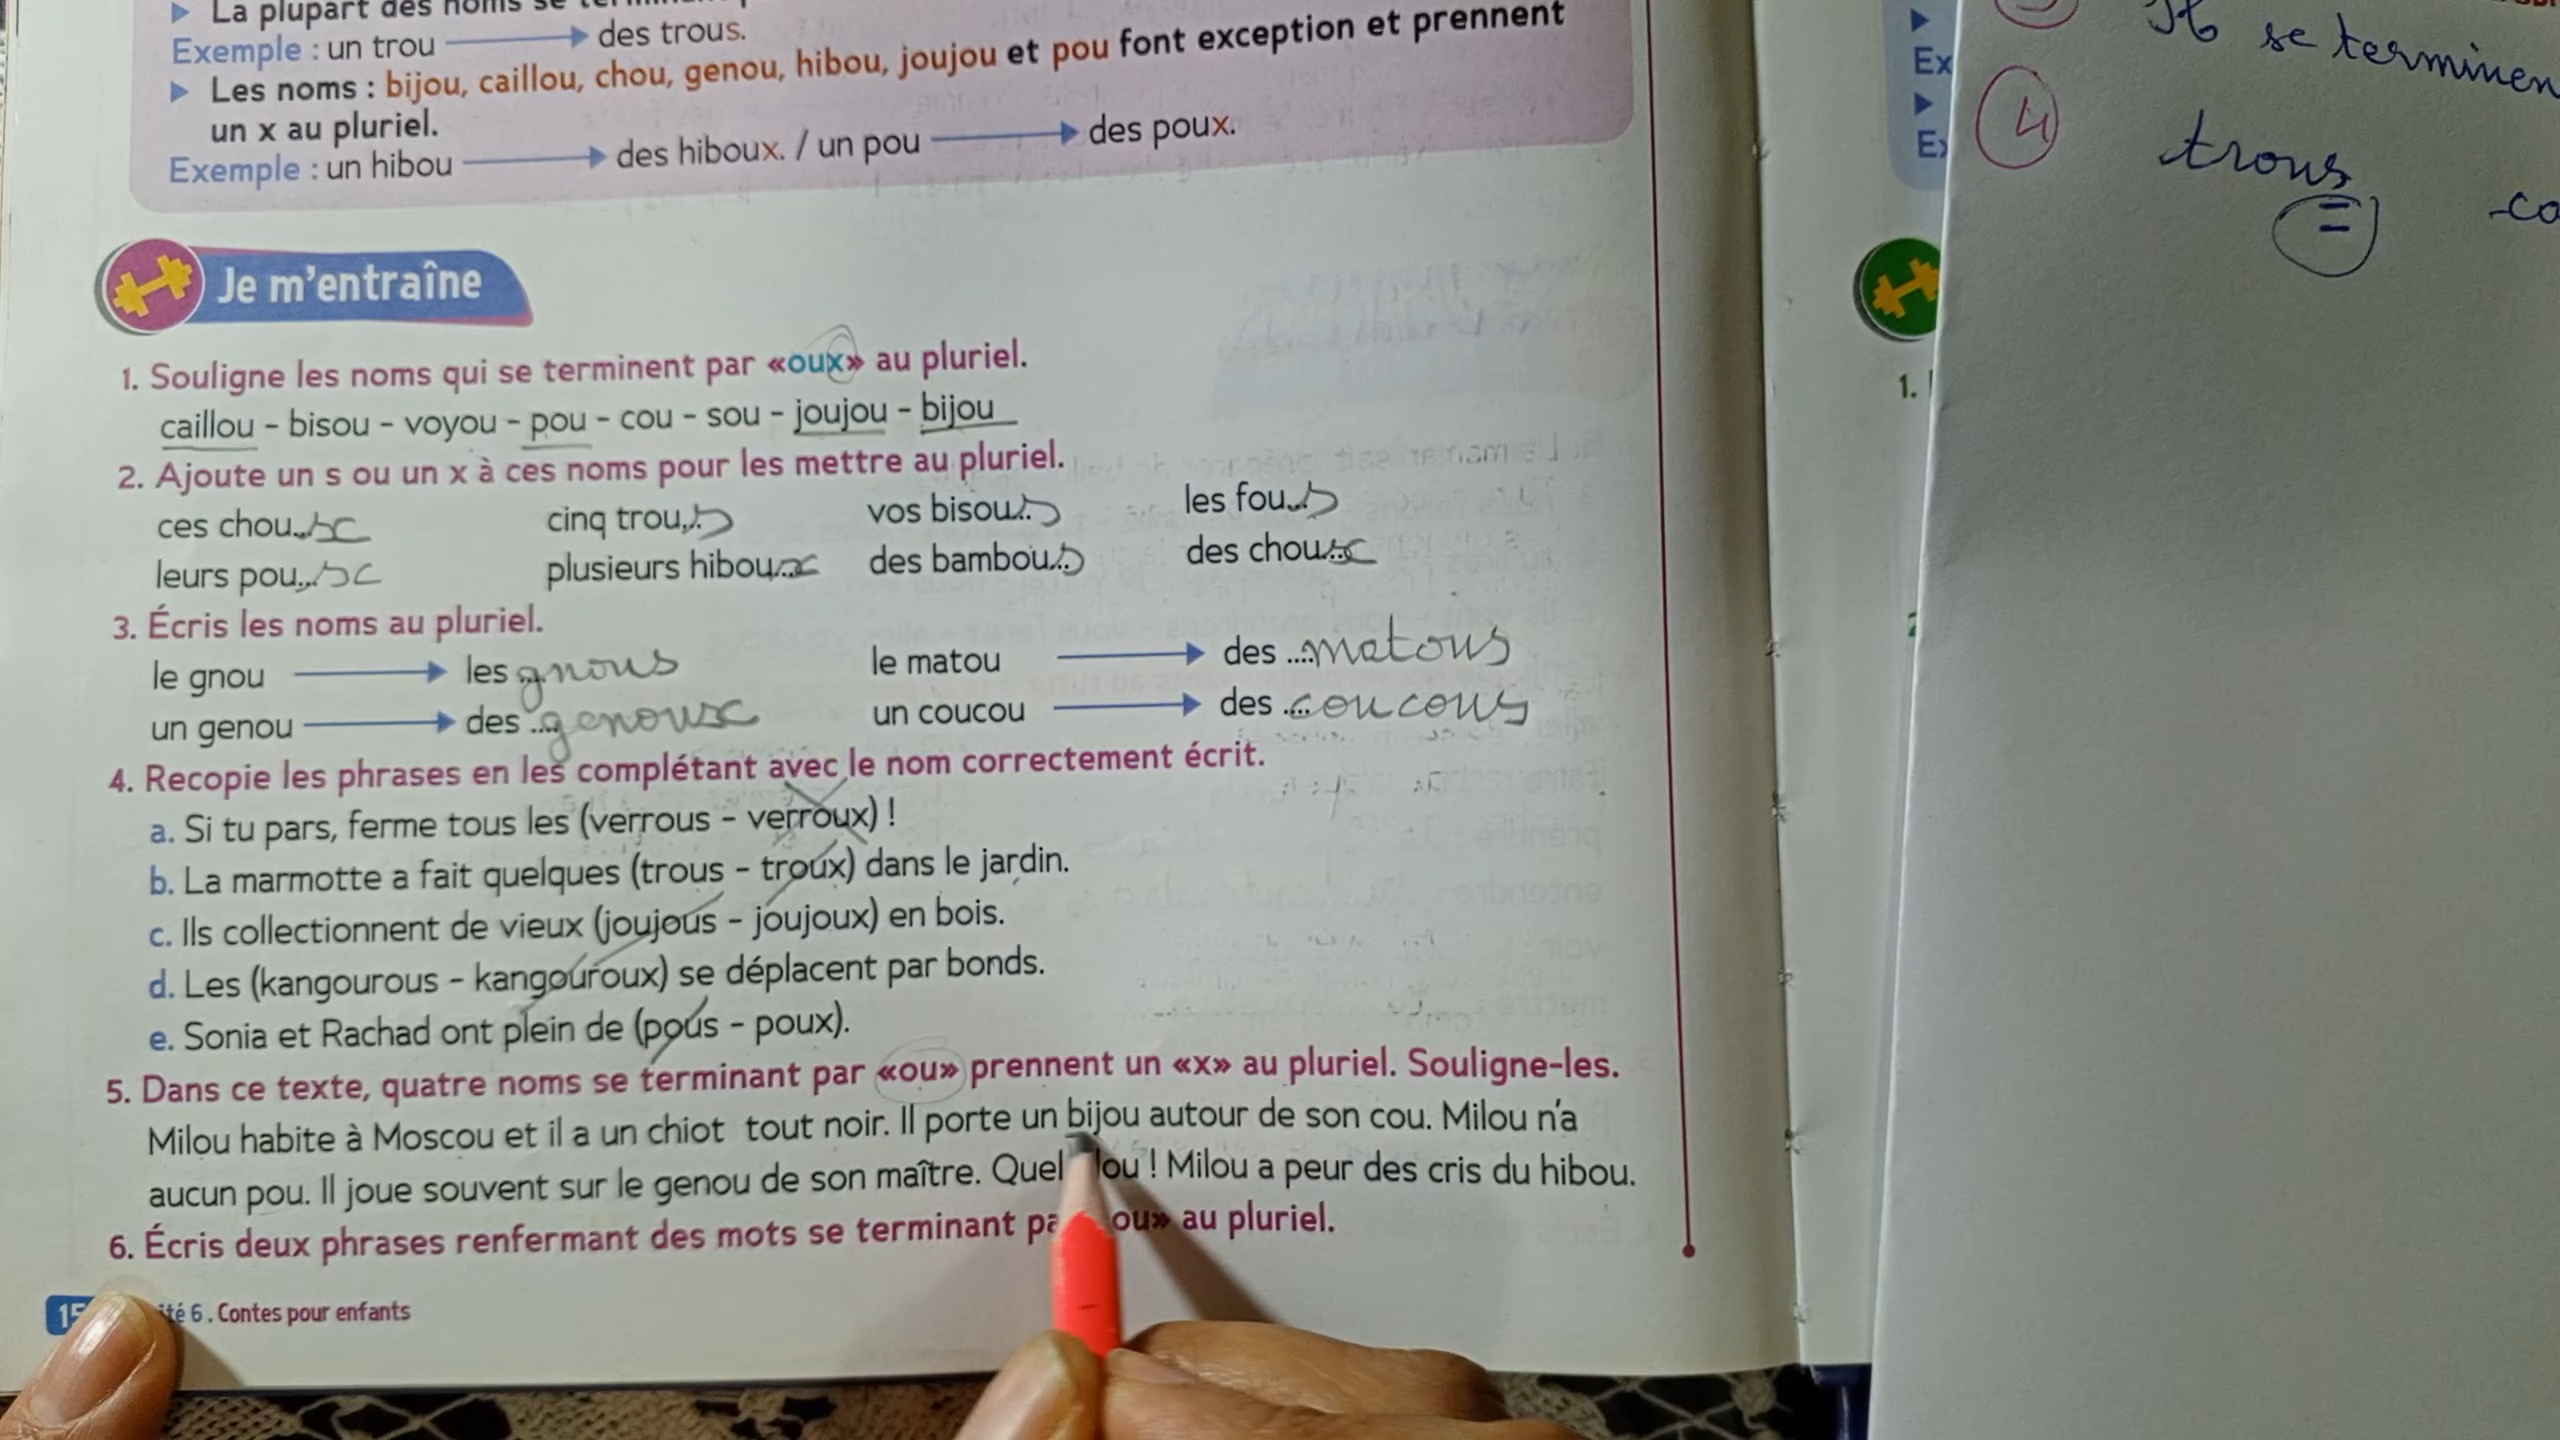 ▶ La plupart des noms se
Exemple : un trou → des trous.
▶ Les noms : bijou, caillou, chou, genou, hibou, joujou et pou font exception et prennent
un x au pluriel.
Exemple : un hibou → des hiboux. / un pou → des poux.
Je m'entraîne
1. Souligne les noms qui se terminent par «oux» au pluriel.
caillou - bisou - voyou - pou - cou - sou - joujou - bijou
2. Ajoute un s ou un x à ces noms pour les mettre au pluriel.
ces chou...x cinq trou...s vos bisou...s les fou...s
leurs pou...x plusieurs hibou...x des bambou...s des chou...x
3. Écris les noms au pluriel.
le gnou → les ... gnous le matou → des .... matous
un genou → des .... genoux un coucou → des .... coucous
4. Recopie les phrases en les complétant avec le nom correctement écrit.
a. Si tu pars, ferme tous les (verrous - verroux) !
b. La marmotte a fait quelques (trous - troux) dans le jardin.
c. Ils collectionnent de vieux (joujous - joujoux) en bois.
d. Les (kangourous - kangouroux) se déplacent par bonds.
e. Sonia et Rachad ont plein de (pous - poux).
5. Dans ce texte, quatre noms se terminant par «ou» prennent un «x» au pluriel. Souligne-les.
Milou habite à Moscou et il a un chiot tout noir. Il porte un bijou autour de son cou. Milou n'a
aucun pou. Il joue souvent sur le genou de son maître. Quel ! Milou a peur des cris du hibou.
6. Écris deux phrases renfermant des mots se terminant ou» au pluriel.
6 . Contes pour enfants
se terminen
4 trous
Ex
1.